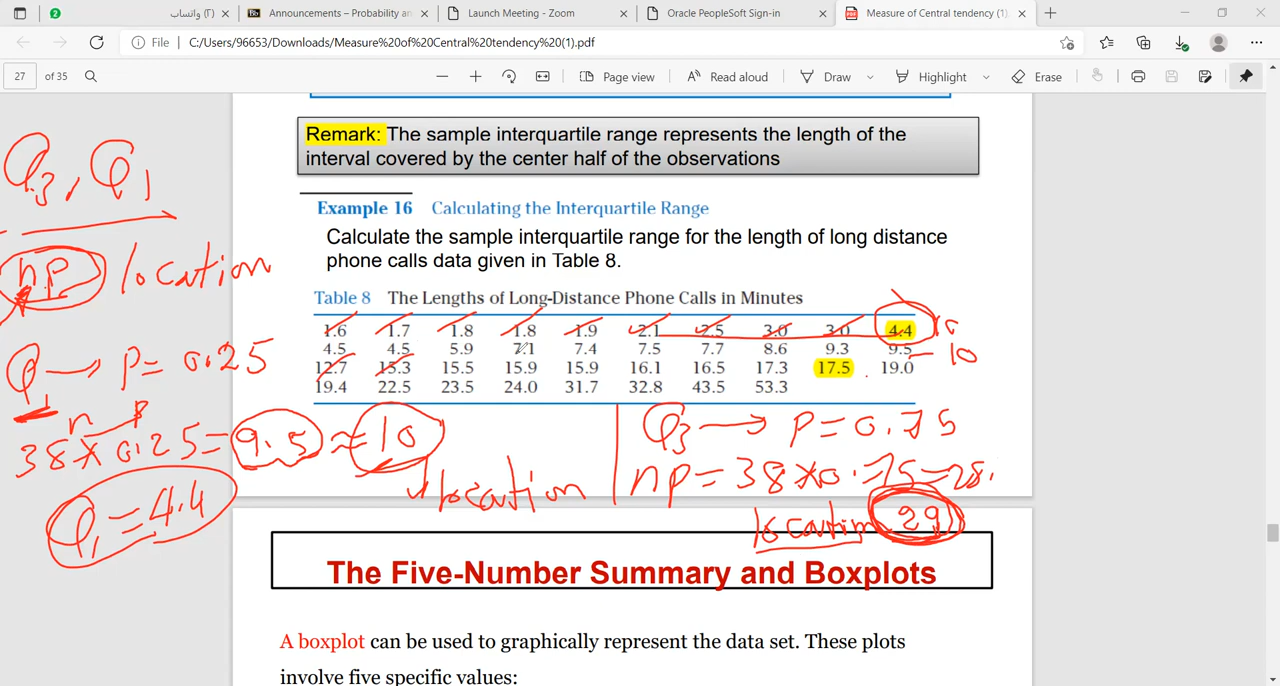 واتساب (٢)
Announcements – Probability an
Launch Meeting - Zoom
Oracle PeopleSoft Sign-in
Measure of Central tendency (1).
File C:/Users/96653/Downloads/Measure%20of%20Central%20tendency%20(1).pdf
27 of 35 Page view Read aloud Draw Highlight Erase
Remark: The sample interquartile range represents the length of the
interval covered by the center half of the observations
Q3, Q1
Example 16 Calculating the Interquartile Range
Calculate the sample interquartile range for the length of long distance
phone calls data given in Table 8.
np location
Table 8 The Lengths of Long-Distance Phone Calls in Minutes
1.6 1.7 1.8 1.8 1.9 2.1 2.5 3.0 3.0 4.4
4.5 4.5 5.9 7.1 7.4 7.5 7.7 8.6 9.3 9.5 – 10
12.7 15.3 15.5 15.9 15.9 16.1 16.5 17.3 17.5 19.0
19.4 22.5 23.5 24.0 31.7 32.8 43.5 53.3
Q1 → P = 0.25
n P
38 * 0.25 = 9.5 ≈ 10
location
Q1 = 4.4
Q3 → P = 0.75
np = 38 * 0.75 = 28.
location 29
The Five-Number Summary and Boxplots
A boxplot can be used to graphically represent the data set. These plots
involve five specific values: